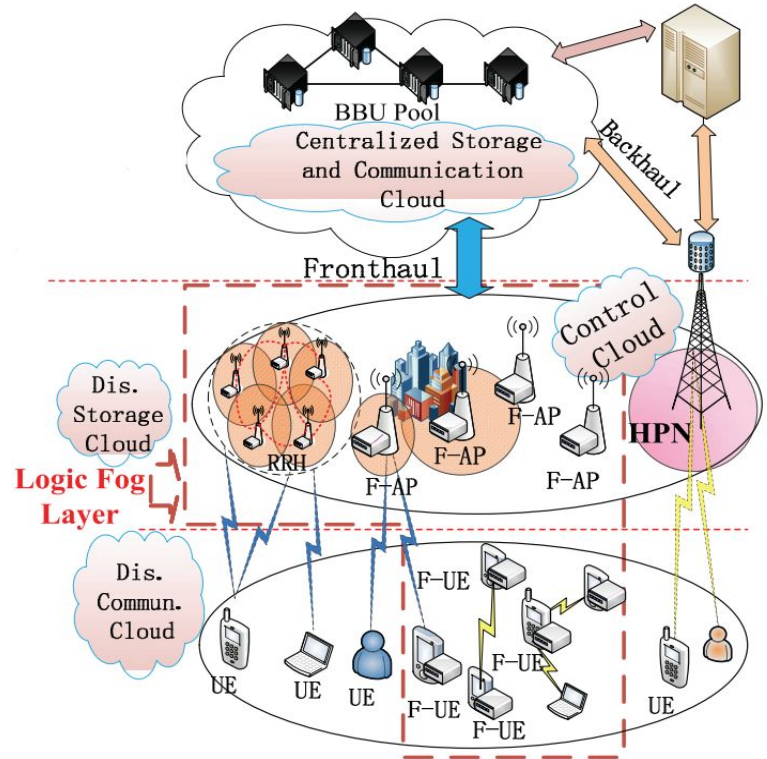 BBU Pool
Centralized Storage
and Communication
Cloud
Backhaul
Fronthaul
Control
Cloud
Dis.
Storage
Cloud
RRH
F-AP
F-AP
F-AP
F-AP
HPN
Logic Fog
Layer
Dis.
Commun.
Cloud
F-UE
F-UE
UE
UE
UE
F-UE
F-UE
UE